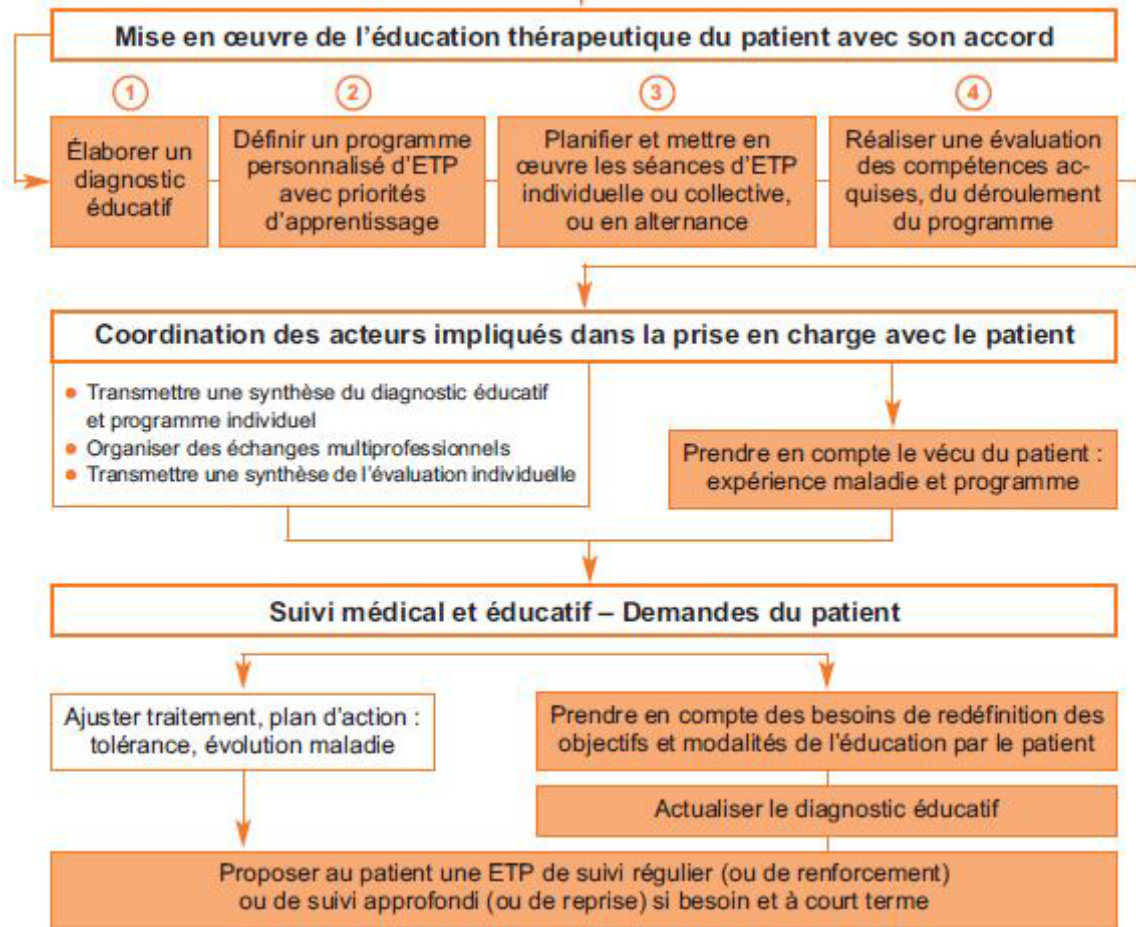 Mise en œuvre de l'éducation thérapeutique du patient avec son accord
1
2
3
4
Élaborer un
diagnostic
éducatif
Définir un programme
personnalisé d'ETP
avec priorités
d'apprentissage
Planifier et mettre en
œuvre les séances d'ETP
individuelle ou collective,
ou en alternance
Réaliser une évaluation
des compétences ac-
quises, du déroulement
du programme
Coordination des acteurs impliqués dans la prise en charge avec le patient
• Transmettre une synthèse du diagnostic éducatif
et programme individuel
• Organiser des échanges multiprofessionnels
• Transmettre une synthèse de l'évaluation individuelle
Prendre en compte le vécu du patient :
expérience maladie et programme
Suivi médical et éducatif – Demandes du patient
Ajuster traitement, plan d'action :
tolérance, évolution maladie
Prendre en compte des besoins de redéfinition des
objectifs et modalités de l'éducation par le patient
Actualiser le diagnostic éducatif
Proposer au patient une ETP de suivi régulier (ou de renforcement)
ou de suivi approfondi (ou de reprise) si besoin et à court terme